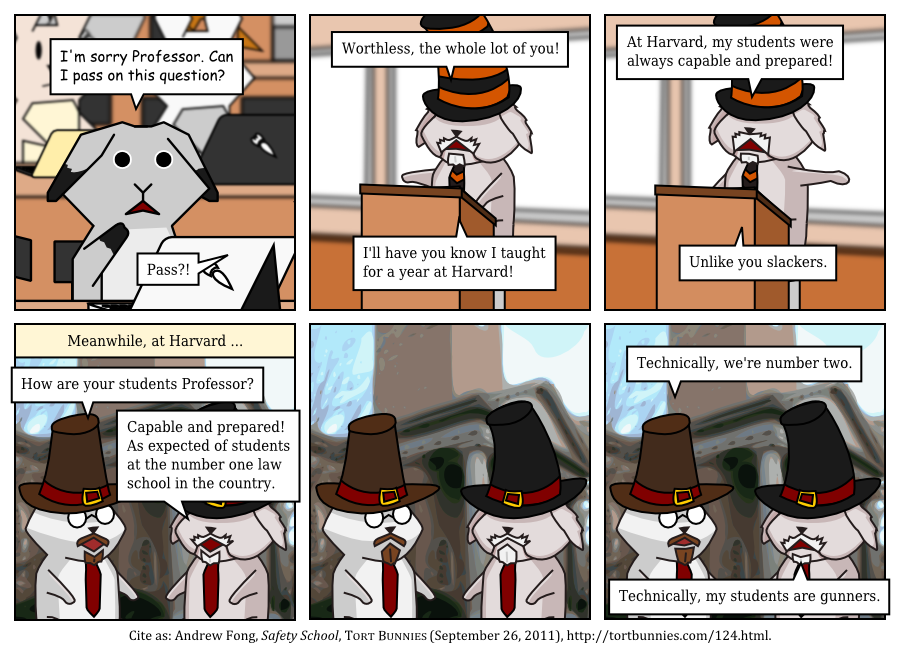 I'm sorry Professor. Can
I pass on this question?
Pass?!
Worthless, the whole lot of you!
I'll have you know I taught
for a year at Harvard!
At Harvard, my students were
always capable and prepared!
Unlike you slackers.
Meanwhile, at Harvard ...
How are your students Professor?
Capable and prepared!
As expected of students
at the number one law
school in the country.
Technically, we're number two.
Technically, my students are gunners.
Cite as: Andrew Fong, Safety School, TORT BUNNIES (September 26, 2011), http://tortbunnies.com/124.html.